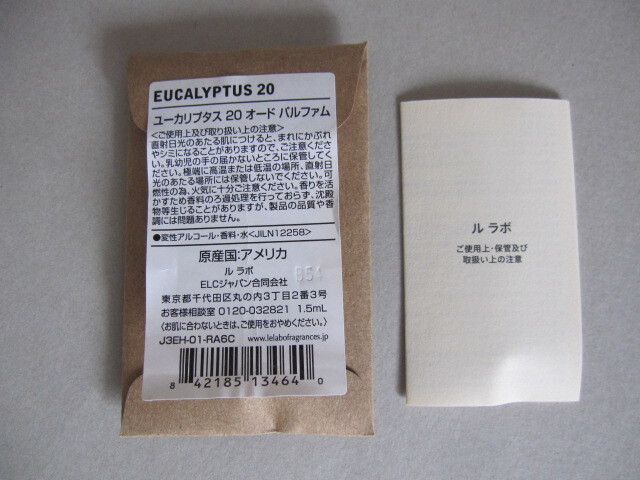 EUCALYPTUS 20
ユーカリプタス 20 オード パルファム
<ご使用上及び取り扱い上の注意>
直射日光のあたる肌につけると、まれにかぶれ
やシミになることがありますので、ご注意くださ
い。乳幼児の手の届かないところに保管してく
ださい。極端に高温または低温の場所、直射日
光のあたる場所には保管しないでください。可
燃性の為、火気に十分ご注意ください。香りを活
かすため香料のろ過処理を行っておらず、沈殿
物等生じることがありますが、製品の品質や香
調には問題ありません。
●変性アルコール・香料・水<JILN12258>
原産国:アメリカ
ル ラボ
B54
ELCジャパン合同会社
東京都千代田区丸の内3丁目2番3号
お客様相談室 0120-032821 1.5mL
〈お肌に合わないときは、ご使用をおやめください。〉
J3EH-01-RA6C www.lelabofragrances.jp
8 42185 13464 0
ル ラボ
ご使用上・保管及び
取扱い上の注意